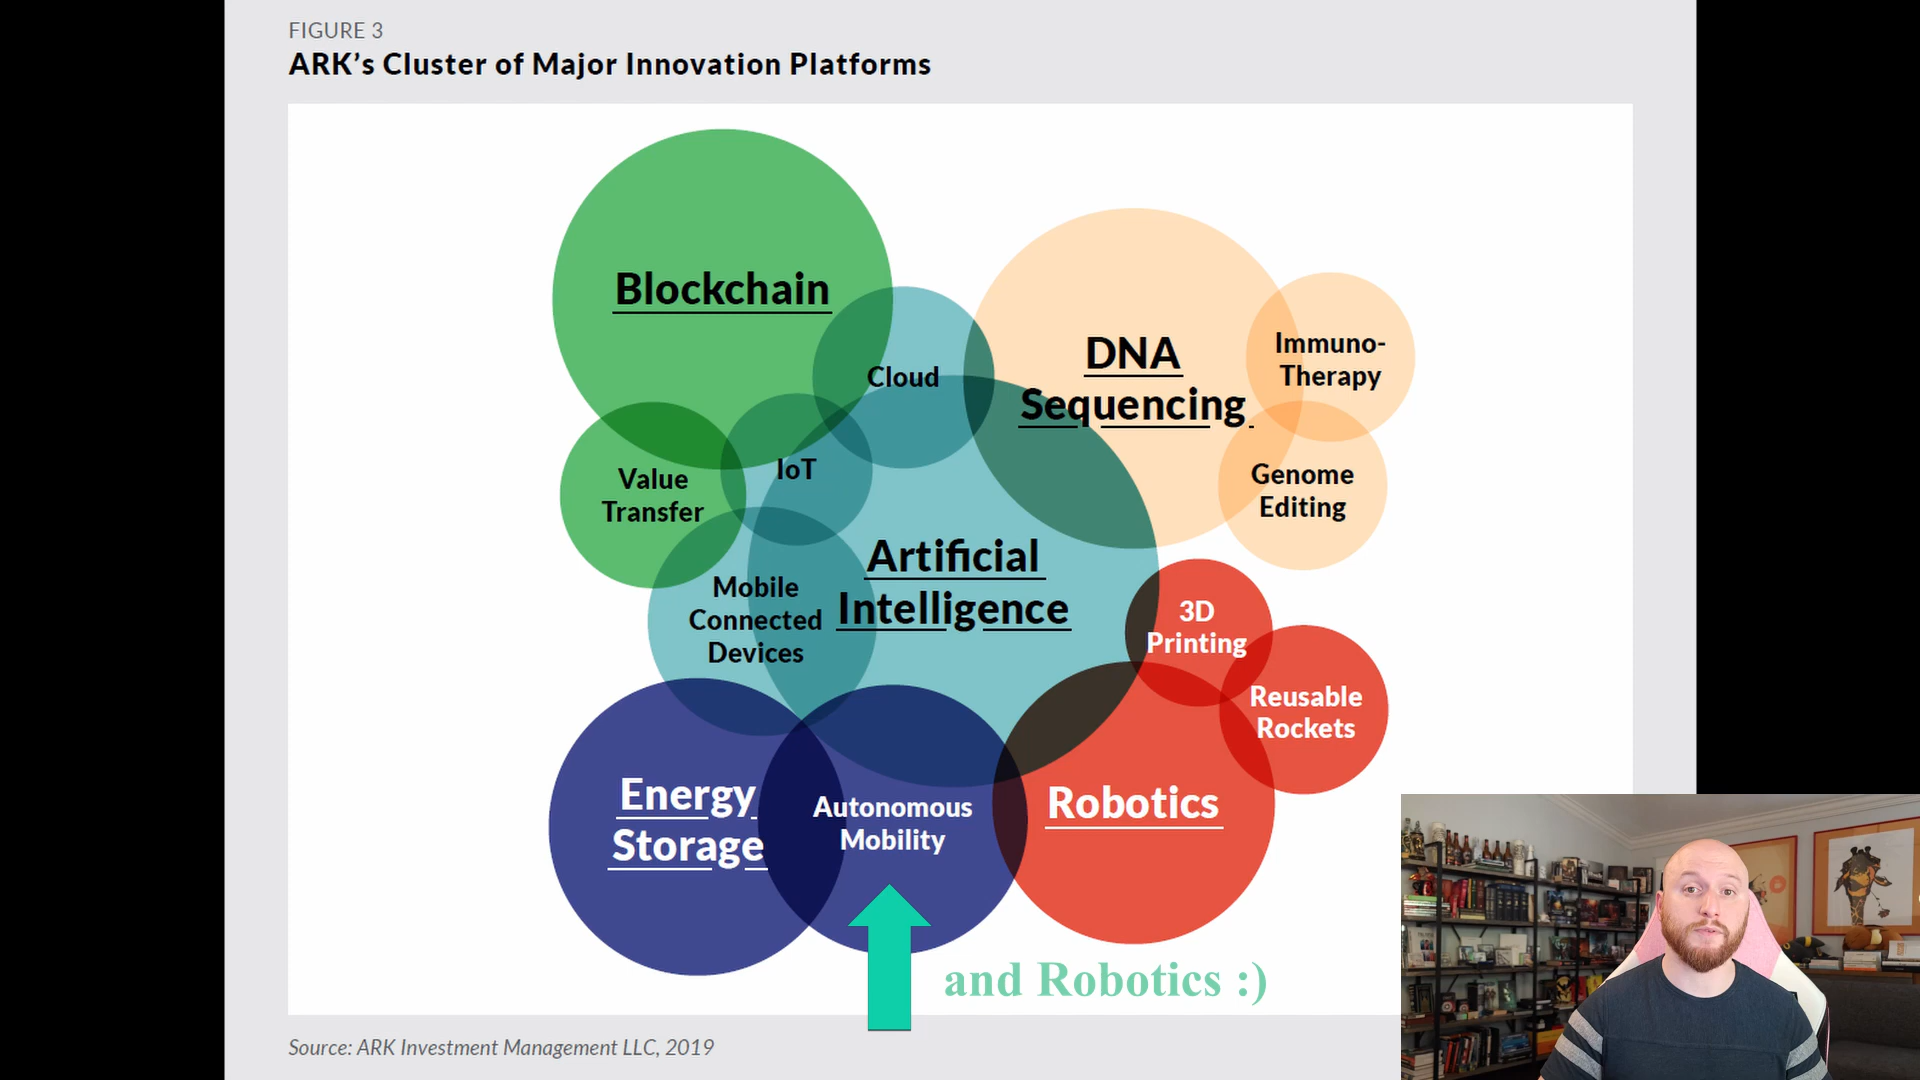 FIGURE 3
ARK’s Cluster of Major Innovation Platforms
Blockchain
DNA
Sequencing
Immuno-
Therapy
Cloud
Genome
Editing
Value
Transfer
IoT
Artificial
Intelligence
Mobile
Connected
Devices
3D
Printing
Reusable
Rockets
Energy
Storage
Autonomous
Mobility
Robotics
and Robotics :)
Source: ARK Investment Management LLC, 2019